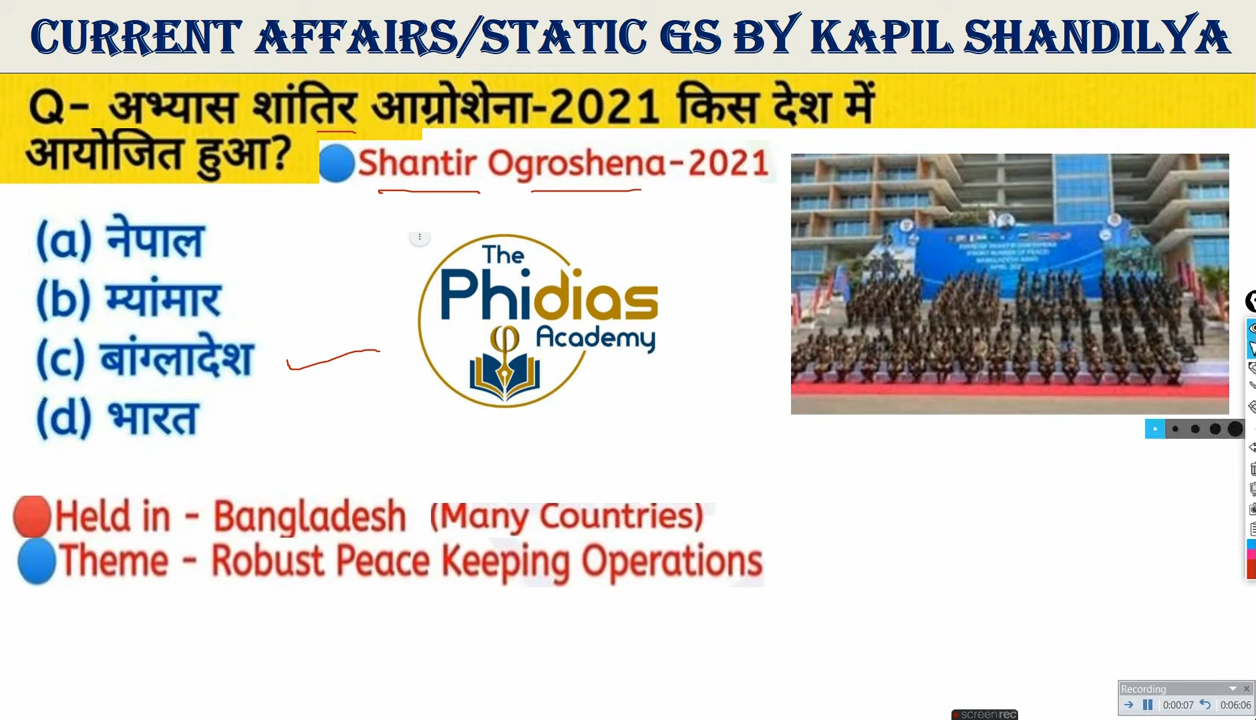 CURRENT AFFAIRS/STATIC GS BY KAPIL SHANDILYA
Q- अभ्यास शांतिर आग्रोशेना-2021 किस देश में
आयोजित हुआ?
Shantir Ogroshena-2021
(a) नेपाल
(b) म्यांमार
(c) बांग्लादेश
(d) भारत
The
Phidias
φ Academy
Held in - Bangladesh (Many Countries)
Theme - Robust Peace Keeping Operations
Recording
0:00:07
0:06:06
screenrec